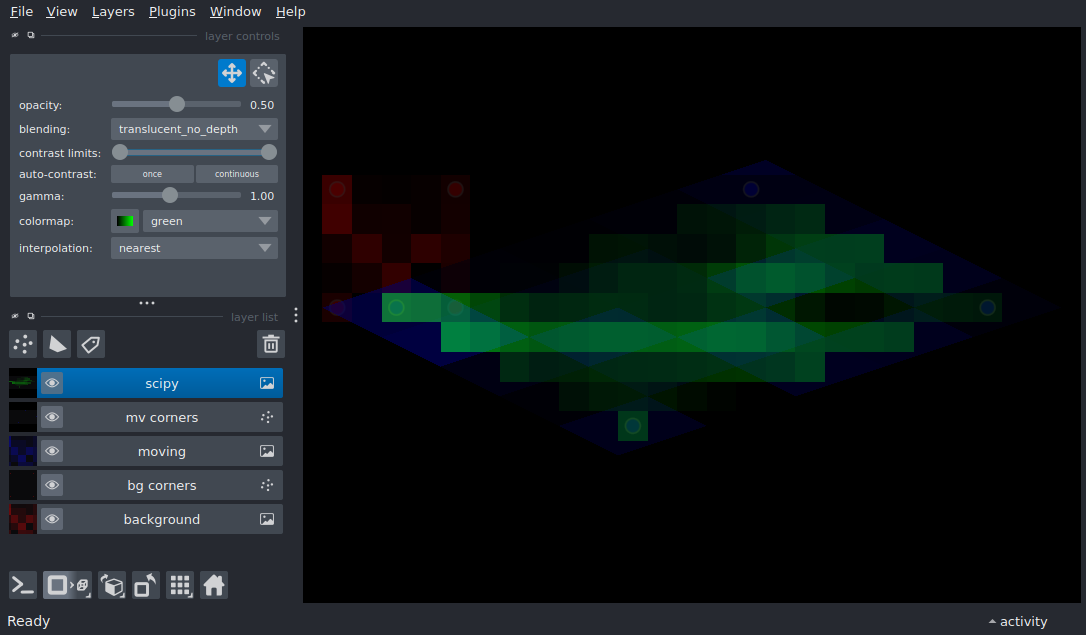 File View Layers Plugins Window Help
layer controls
opacity: 0.50
blending: translucent_no_depth
contrast limits:
auto-contrast: once continuous
gamma: 1.00
colormap: green
interpolation: nearest
layer list
scipy
mv corners
moving
bg corners
background
Ready
activity